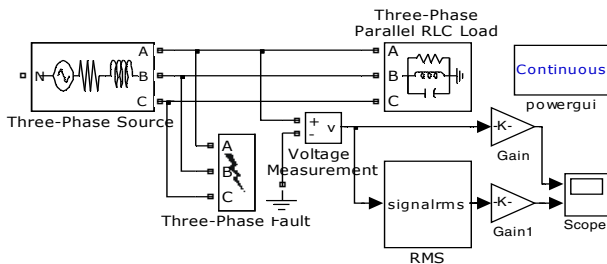 Three-Phase
Parallel RLC Load
N
A
B
C
A
B
C
Continuous
powergui
Three-Phase Source
A
B
C
+
-
v
Voltage
Measurement
-K-
Gain
Three-Phase Fault
signalrms
RMS
-K-
Gain1
Scope